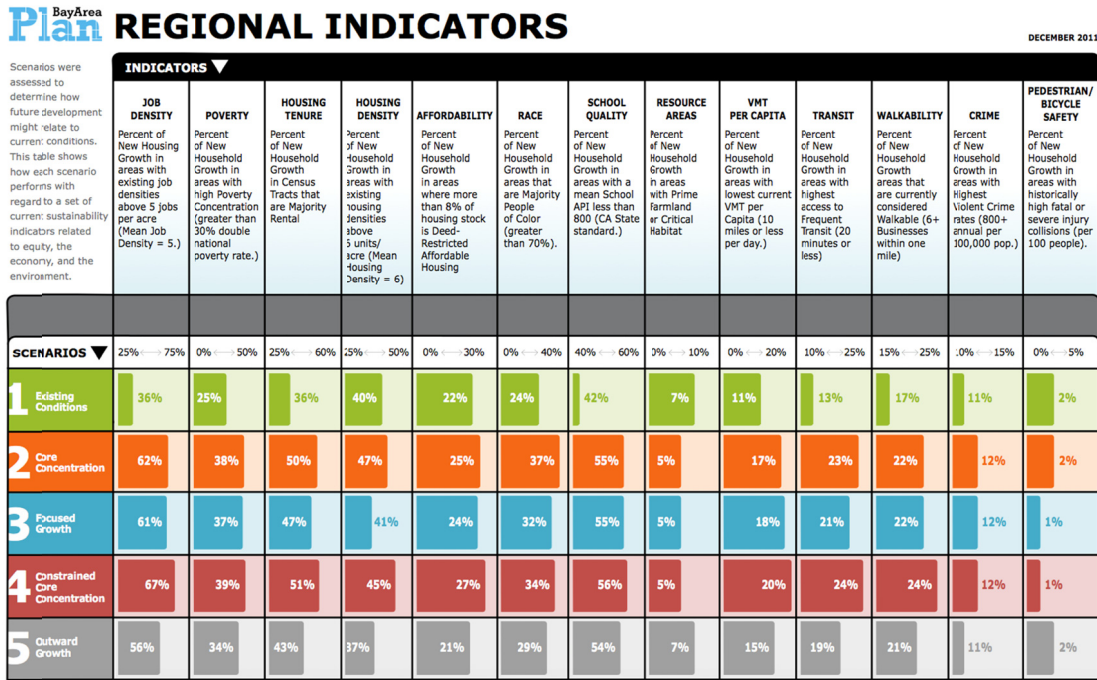 BayArea
Plan
REGIONAL INDICATORS
DECEMBER 2011
Scenarios were
assessed to
determine how
future development
might relate to
current conditions.
This table shows
how each scenario
performs with
regard to a set of
current sustainability
indicators related
to equity, the
economy, and the
environment.
INDICATORS
JOB
DENSITY
Percent of
New Housing
Growth in
areas with
existing job
densities
above 5 jobs
per acre
(Mean Job
Density = 5.)
POVERTY
Percent
of New
Household
Growth in
areas with
high Poverty
Concentration
(greater than
30% double
national
poverty rate.)
HOUSING
TENURE
Percent
of New
Household
Growth
in Census
Tracts that
are Majority
Rental
HOUSING
DENSITY
Percent
of New
Household
Growth in
areas with
existing
housing
densities
above
6 units/
acre (Mean
Housing
Density = 6)
AFFORDABILITY
Percent
of New
Household
Growth
in areas
where more
than 8% of
housing stock
is Deed-
Restricted
Affordable
Housing
RACE
Percent
of New
Household
Growth in
areas that
are Majority
People
of Color
(greater
than 70%).
SCHOOL
QUALITY
Percent
of New
Household
Growth in
areas with a
mean School
API less than
800 (CA State
standard.)
RESOURCE
AREAS
Percent
of New
Household
Growth
in areas
with Prime
Farmland
or Critical
Habitat
VMT
PER CAPITA
Percent
of New
Household
Growth in
areas with
lowest current
VMT per
Capita (10
miles or less
per day.)
TRANSIT
Percent
of New
Household
Growth in
areas with
highest
access to
Frequent
Transit (20
minutes or
less)
WALKABILITY
Percent of New
Household
Growth
areas that
are currently
considered
Walkable (6+
Businesses
within one
mile)
CRIME
Percent
of New
Household
Growth in
areas with
Highest
Violent Crime
rates (800+
annual per
100,000 pop.)
PEDESTRIAN/
BICYCLE
SAFETY
Percent of
New
Household
Growth in
areas with
historically
high fatal or
severe injury
collisions (per
100 people).
SCENARIOS 25% 75% 0% 50% 25% 60% 25% 50% 0% 30% 0% 40% 40% 60% 0% 10% 0% 20% 10% 25% 15% 25% 10% 15% 0% 5%
1 Existing
Conditions
36% 25% 36% 40% 22% 24% 42% 7% 11% 13% 17% 11% 2%
2 Core
Concentration
62% 38% 50% 47% 25% 37% 55% 5% 17% 23% 22% 12% 2%
3 Focused
Growth
61% 37% 47% 41% 24% 32% 55% 5% 18% 21% 22% 12% 1%
4 Constrained
Core
Concentration
67% 39% 51% 45% 27% 34% 56% 5% 20% 24% 24% 12% 1%
5 Outward
Growth
56% 34% 43% 37% 21% 29% 54% 7% 15% 19% 21% 11% 2%